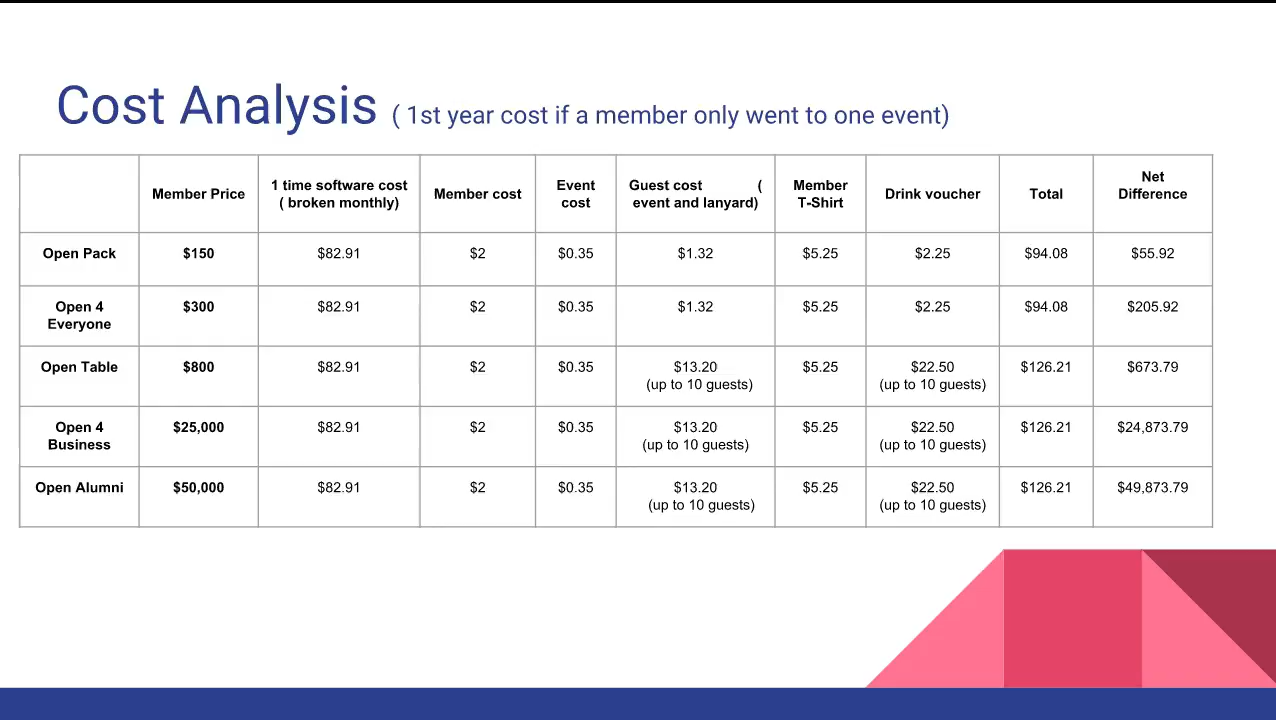 Cost Analysis ( 1st year cost if a member only went to one event)
Member Price
1 time software cost
( broken monthly)
Member cost
Event
cost
Guest cost (
event and lanyard)
Member
T-Shirt
Drink voucher
Total
Net
Difference
Open Pack $150 $82.91 $2 $0.35 $1.32 $5.25 $2.25 $94.08 $55.92
Open 4
Everyone
$300 $82.91 $2 $0.35 $1.32 $5.25 $2.25 $94.08 $205.92
Open Table $800 $82.91 $2 $0.35 $13.20
(up to 10 guests)
$5.25 $22.50
(up to 10 guests)
$126.21 $673.79
Open 4
Business
$25,000 $82.91 $2 $0.35 $13.20
(up to 10 guests)
$5.25 $22.50
(up to 10 guests)
$126.21 $24,873.79
Open Alumni $50,000 $82.91 $2 $0.35 $13.20
(up to 10 guests)
$5.25 $22.50
(up to 10 guests)
$126.21 $49,873.79